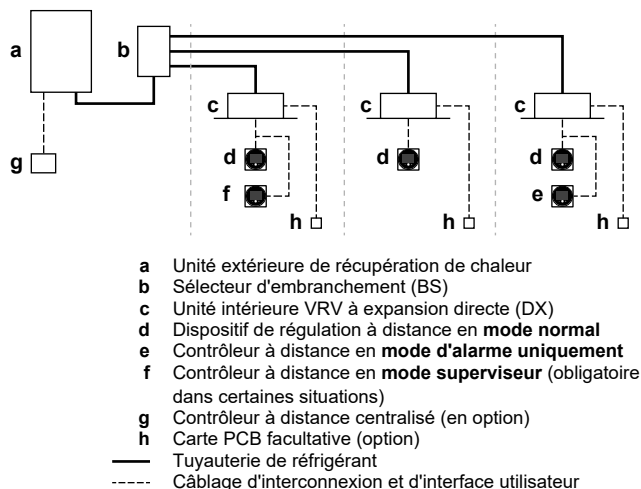 a
b
c
c
c
g
d
d
d
f
e
h
h
h
a Unité extérieure de récupération de chaleur
b Sélecteur d'embranchement (BS)
c Unité intérieure VRV à expansion directe (DX)
d Dispositif de régulation à distance en mode normal
e Contrôleur à distance en mode d'alarme uniquement
f Contrôleur à distance en mode superviseur (obligatoire
dans certaines situations)
g Contrôleur à distance centralisé (en option)
h Carte PCB facultative (option)
Tuyauterie de réfrigérant
Câblage d'interconnexion et d'interface utilisateur